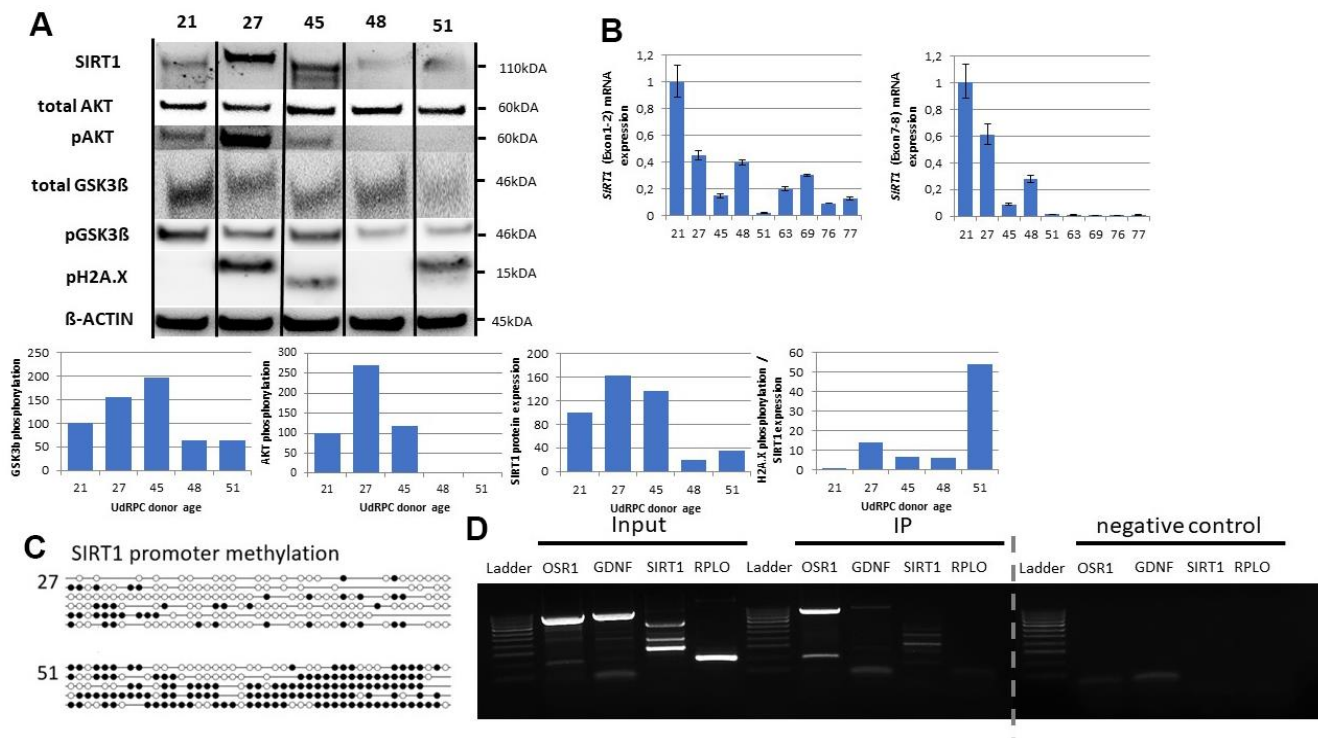 A
21 27 45 48 51
SIRT1
110kDA
total AKT
60kDA
pAKT
60kDA
total GSK3ß
46kDA
pGSK3ß
46kDA
pH2A.X
15kDA
ß-ACTIN
45kDA
B
SIRT1 (Exon1-2) mRNA
expression
1,2
1
0,8
0,6
0,4
0,2
0
21 27 45 48 51 63 69 76 77
SIRT1 (Exon7-8) mRNA
expression
1,2
1
0,8
0,6
0,4
0,2
0
21 27 45 48 51 63 69 76 77
GSK3b phosphorylation
250
200
150
100
50
0
21 27 45 48 51
UdRPC donor age
AKT phosphorylation
300
250
200
150
100
50
0
21 27 45 48 51
UdRPC donor age
SIRT1 protein expression
200
160
120
80
40
0
21 27 45 48 51
UdRPC donor age
H2A.X phosphorylation /
SIRT1 expression
60
50
40
30
20
10
0
21 27 45 48 51
UdRPC donor age
C
SIRT1 promoter methylation
27
51
D
Input IP negative control
Ladder OSR1 GDNF SIRT1 RPLO Ladder OSR1 GDNF SIRT1 RPLO Ladder OSR1 GDNF SIRT1 RPLO